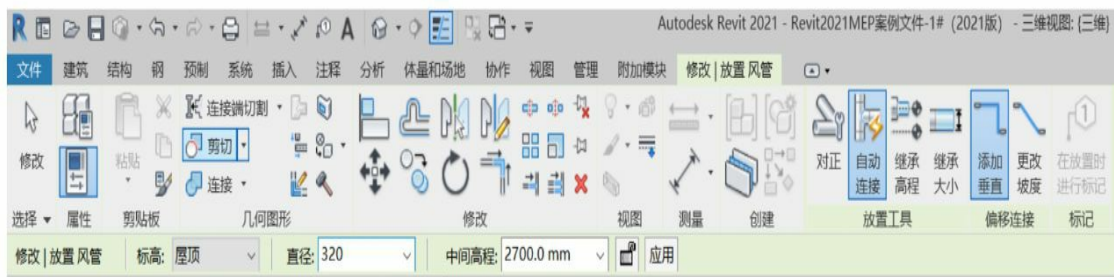 Autodesk Revit 2021 - Revit2021MEP案例文件-1# (2021版) - 三维视图: {三维}
文件 建筑 结构 钢 预制 系统 插入 注释 分析 体量和场地 协作 视图 管理 附加模块 修改 | 放置 风管
连接端切割
剪切
连接
修改 粘贴 对正 自动连接 继承高程 继承大小 添加垂直 更改坡度 在放置时进行标记
选择 属性 剪贴板 几何图形 修改 视图 测量 创建 放置工具 偏移连接 标记
修改 | 放置 风管 标高: 屋顶 直径: 320 中间高程: 2700.0 mm 应用